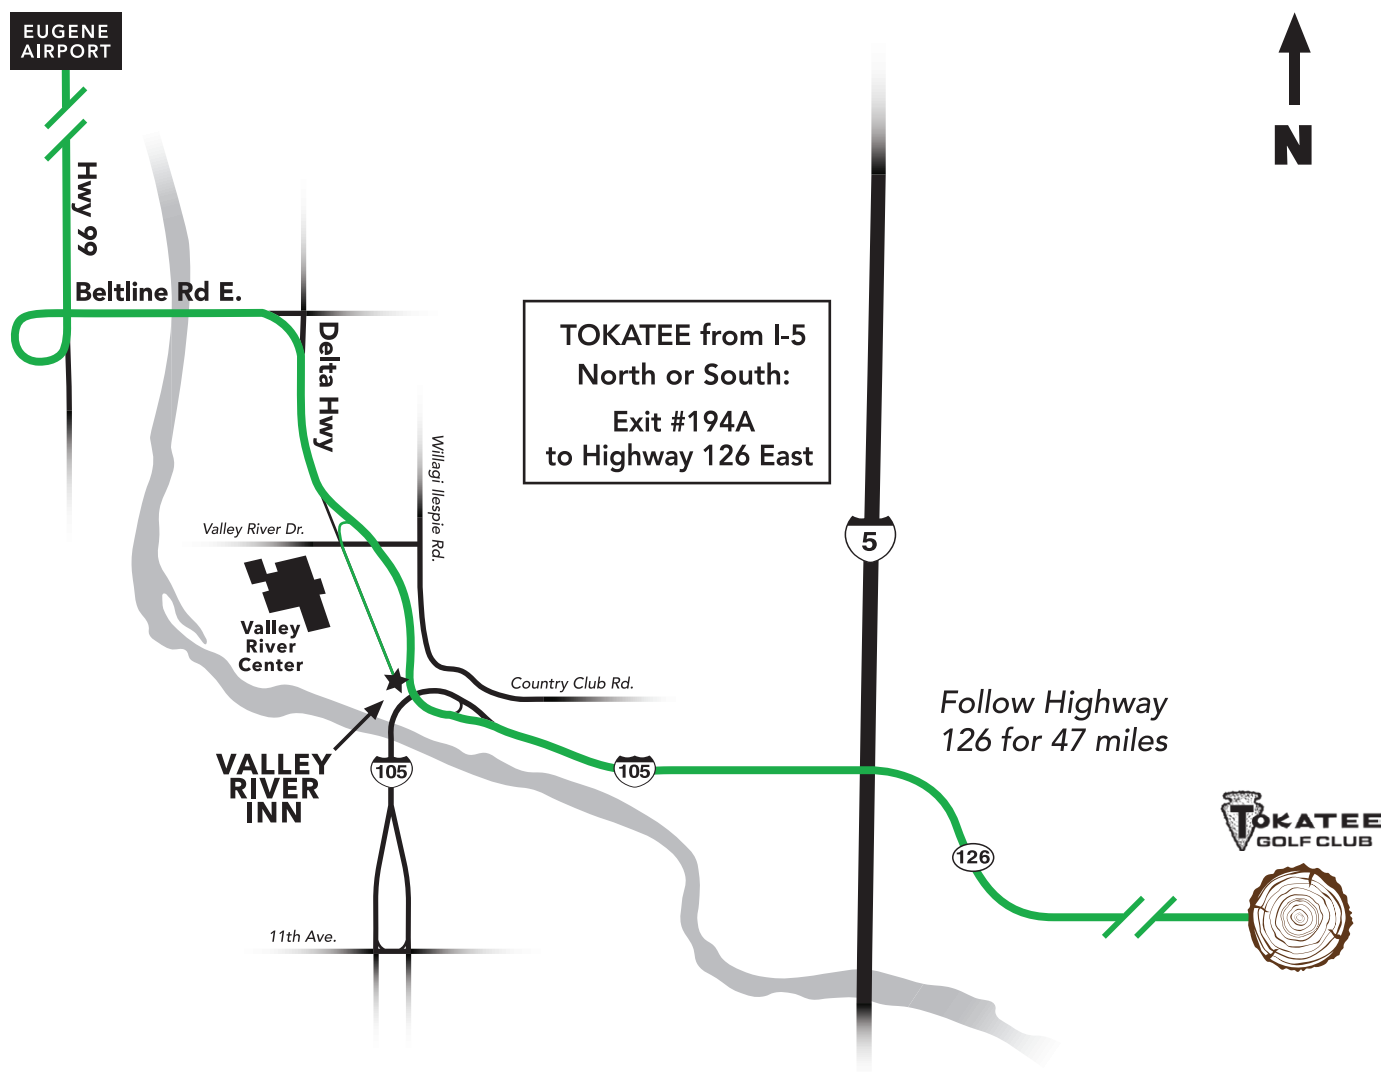 EUGENE
AIRPORT
N
Hwy 99
Beltline Rd E.
Delta Hwy
TOKATEE from I-5
North or South:
Exit #194A
to Highway 126 East
Willagi llespie Rd.
Valley River Dr.
5
Valley
River
Center
Country Club Rd.
Follow Highway
126 for 47 miles
VALLEY
RIVER
INN
105
105
TOKATEE
GOLF CLUB
126
11th Ave.